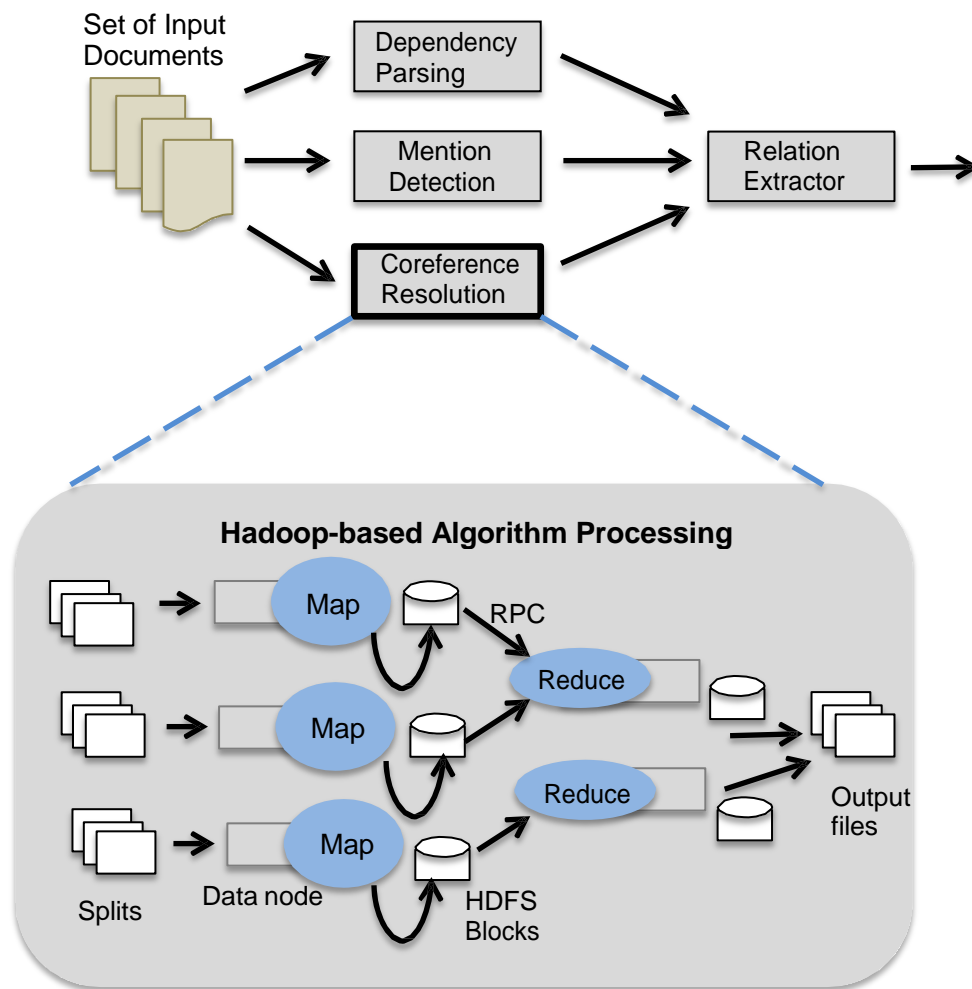 Set of Input
Documents
Dependency
Parsing
Mention
Detection
Coreference
Resolution
Relation
Extractor
Hadoop-based Algorithm Processing
Map
RPC
Reduce
Map
Reduce
Map
Splits
Data node
HDFS
Blocks
Output
files